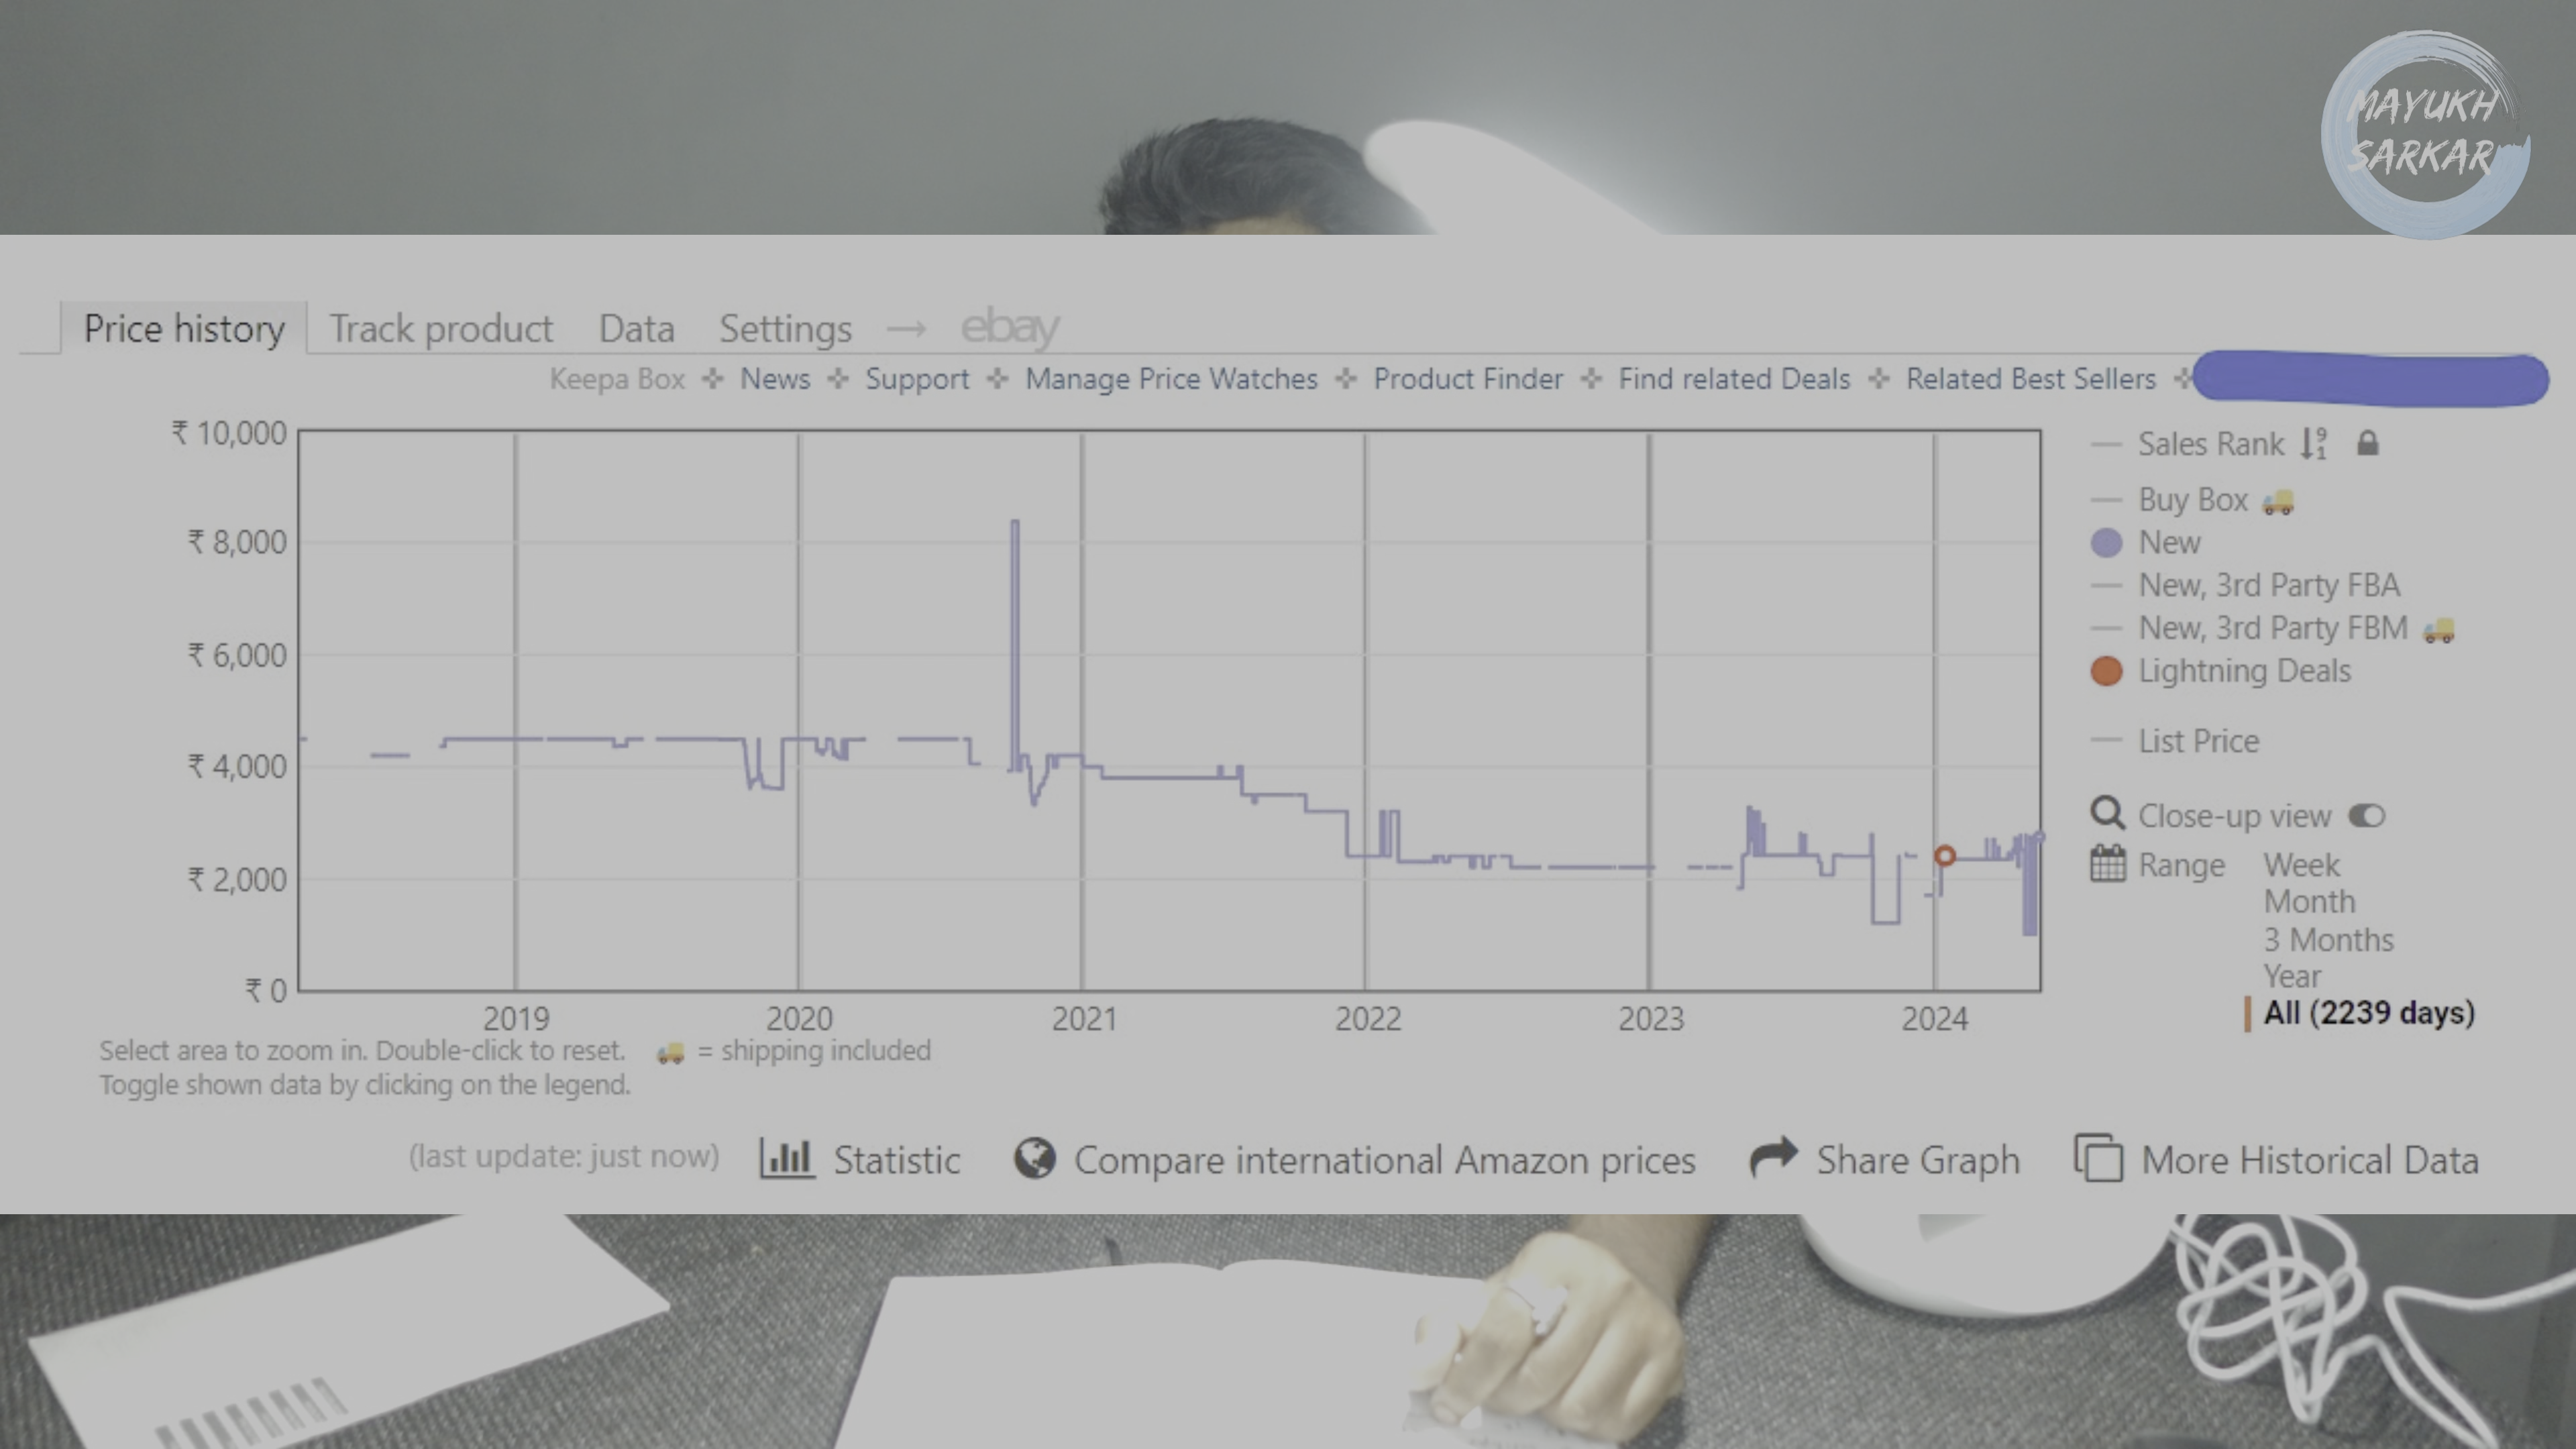 MAYUKH
SARKAR
Price history Track product Data Settings → ebay
Keepa Box ✣ News ✣ Support ✣ Manage Price Watches ✣ Product Finder ✣ Find related Deals ✣ Related Best Sellers ✣
₹ 10,000
₹ 8,000
₹ 6,000
₹ 4,000
₹ 2,000
₹ 0
2019 2020 2021 2022 2023 2024
Sales Rank
Buy Box
New
New, 3rd Party FBA
New, 3rd Party FBM
Lightning Deals
List Price
Close-up view
Range Week
Month
3 Months
Year
All (2239 days)
Select area to zoom in. Double-click to reset. = shipping included
Toggle shown data by clicking on the legend.
(last update: just now) Statistic Compare international Amazon prices Share Graph More Historical Data